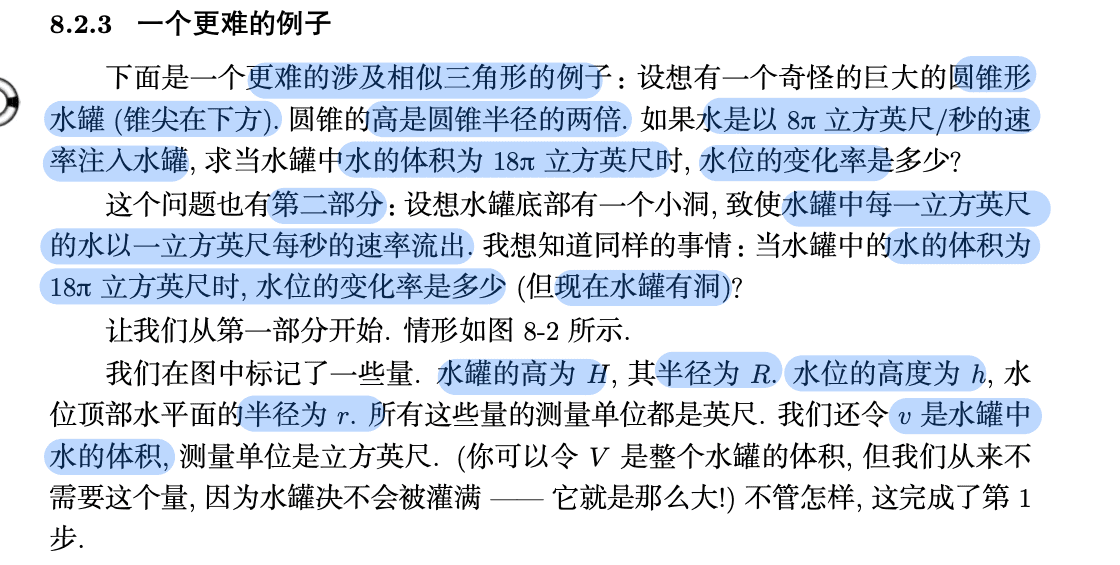 8.2.3 一个更难的例子
下面是一个更难的涉及相似三角形的例子: 设想有一个奇怪的巨大的圆锥形
水罐 (锥尖在下方). 圆锥的高是圆锥半径的两倍. 如果水是以 8π 立方英尺/秒的速
率注入水罐, 求当水罐中水的体积为 18π 立方英尺时, 水位的变化率是多少?
这个问题也有第二部分: 设想水罐底部有一个小洞, 致使水罐中每一立方英尺
的水以一立方英尺每秒的速率流出. 我想知道同样的事情: 当水罐中的水的体积为
18π 立方英尺时, 水位的变化率是多少 (但现在水罐有洞)?
让我们从第一部分开始. 情形如图 8-2 所示.
我们在图中标记了一些量. 水罐的高为 H, 其半径为 R. 水位的高度为 h, 水
位顶部水平面的半径为 r. 所有这些量的测量单位都是英尺. 我们还令 v 是水罐中
水的体积, 测量单位是立方英尺. (你可以令 V 是整个水罐的体积, 但我们从来不
需要这个量, 因为水罐决不会被灌满 —— 它就是那么大!) 不管怎样, 这完成了第 1
步.